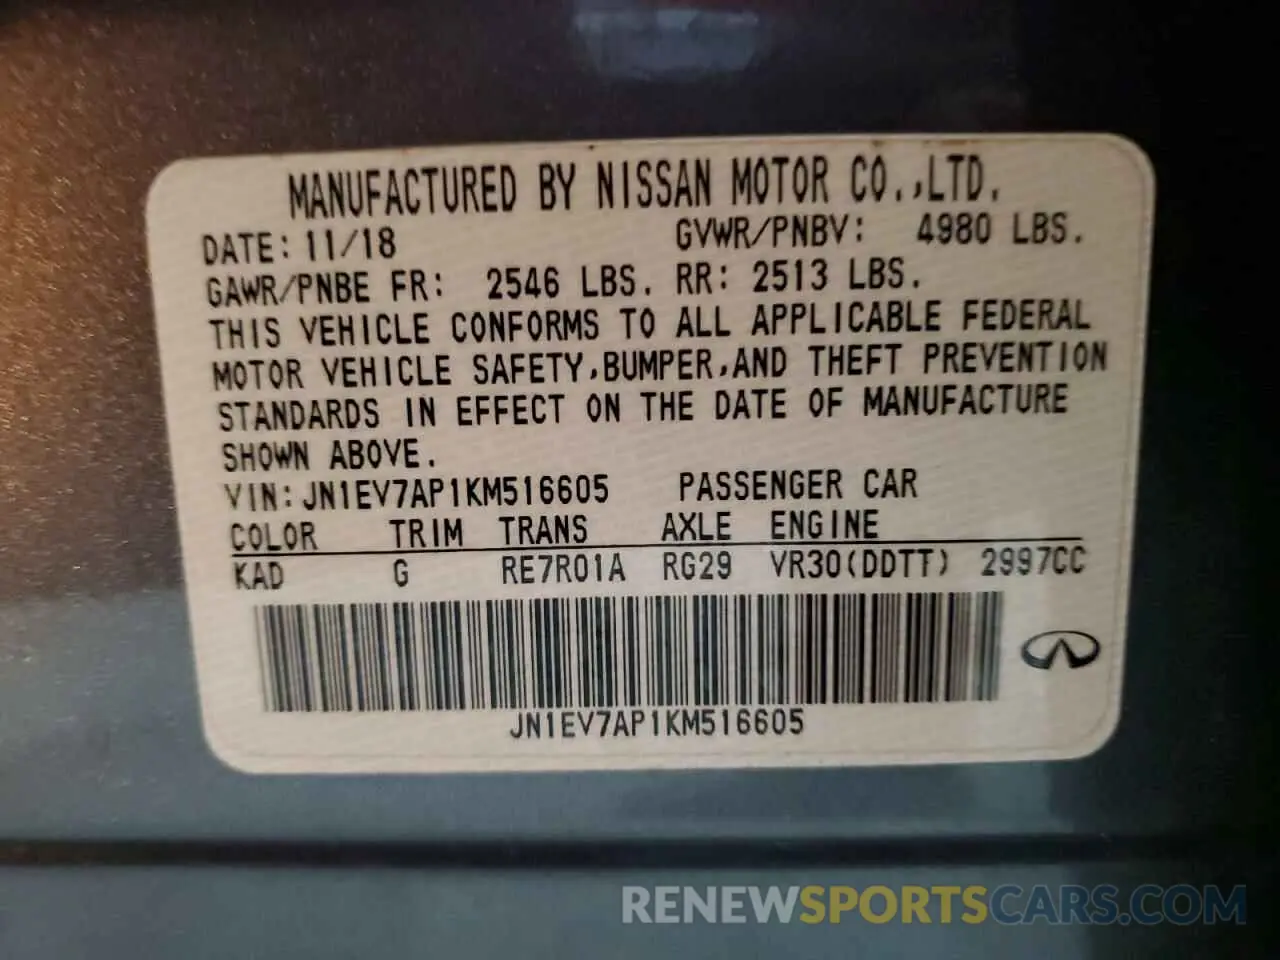 MANUFACTURED BY NISSAN MOTOR CO.,LTD.
DATE: 11/18 GVWR/PNBV: 4980 LBS.
GAWR/PNBE FR: 2546 LBS. RR: 2513 LBS.
THIS VEHICLE CONFORMS TO ALL APPLICABLE FEDERAL
MOTOR VEHICLE SAFETY,BUMPER,AND THEFT PREVENTION
STANDARDS IN EFFECT ON THE DATE OF MANUFACTURE
SHOWN ABOVE.
VIN: JN1EV7AP1KM516605 PASSENGER CAR
COLOR TRIM TRANS AXLE ENGINE
KAD G RE7R01A RG29 VR30(DDTT) 2997CC
JN1EV7AP1KM516605
RENEWSPORTSCARS.COM